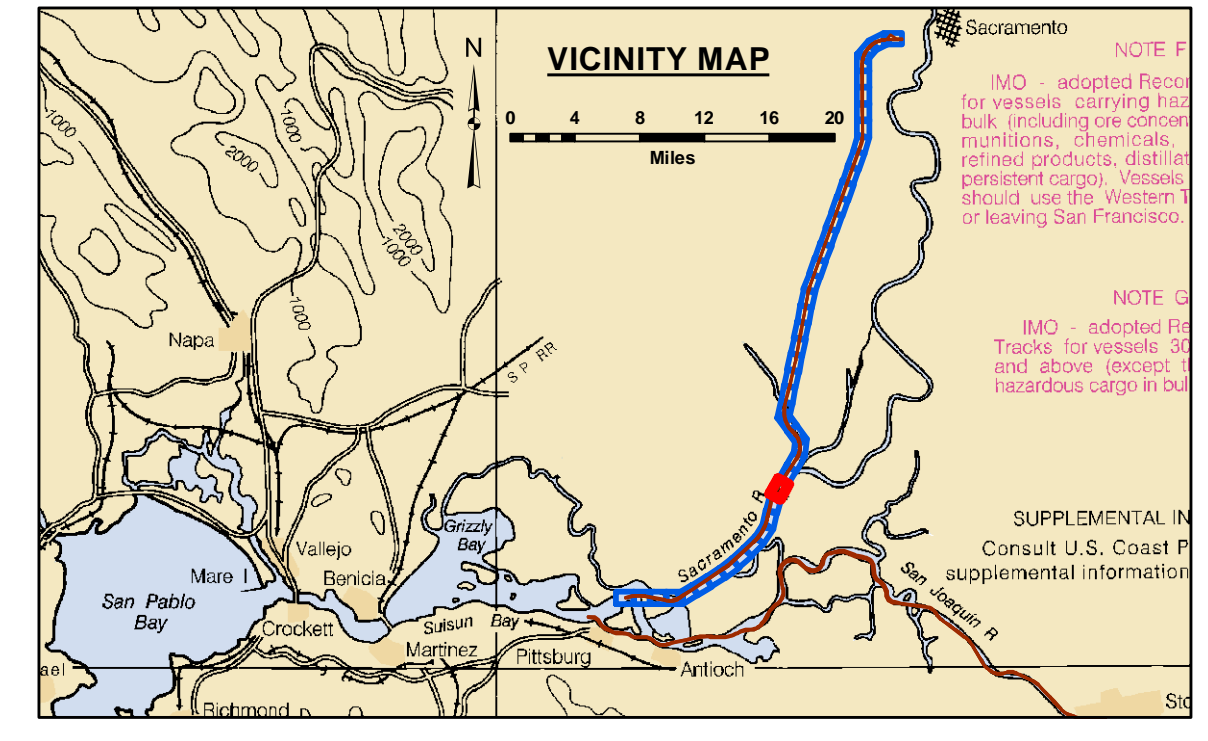 Sacramento
N
VICINITY MAP
0 4 8 12 16 20
Miles
NOTE F
IMO - adopted Recor
for vessels carrying haz
bulk (including ore concen
munitions, chemicals,
refined products, distillat
persistent cargo). Vessels
should use the Western T
or leaving San Francisco.
1000
1000
2000
2000
1000
1000
NOTE G
IMO - adopted Re
Tracks for vessels 30
and above (except t
hazardous cargo in bul
Napa
S P RR
Grizzly
Bay
Sacramento R
SUPPLEMENTAL IN
Consult U.S. Coast P
supplemental information
Vallejo
Mare I
Benicia
San Pablo
Bay
Crockett
Suisun Bay
Martinez
Pittsburg
Antioch
San Joaquin R
ael
Richmond
Sto